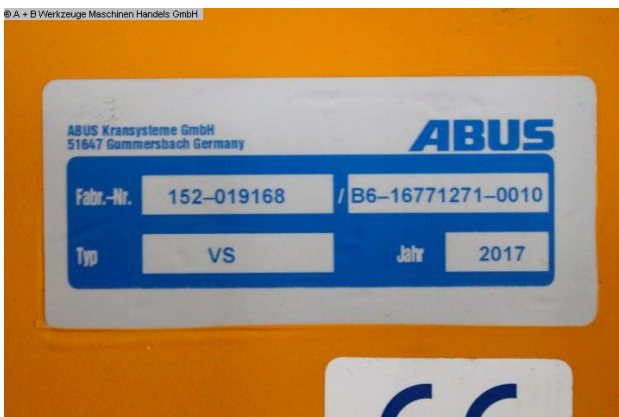 © A + B Werkzeuge Maschinen Handels GmbH
ABUS Kransysteme GmbH
51647 Gummersbach Germany
ABUS
Fabr.-Nr. 152-019168 / B6-16771271-0010
Typ VS Jahr 2017
CE